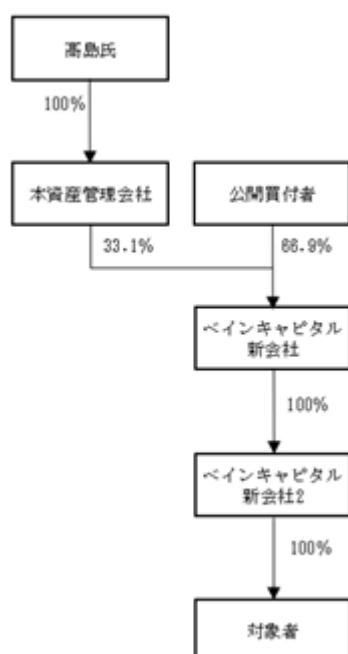 髙島氏
100%
本資産管理会社
公開買付者
33.1%
66.9%
ベインキャピタル
新会社
100%
ベインキャピタル
新会社2
100%
対象者